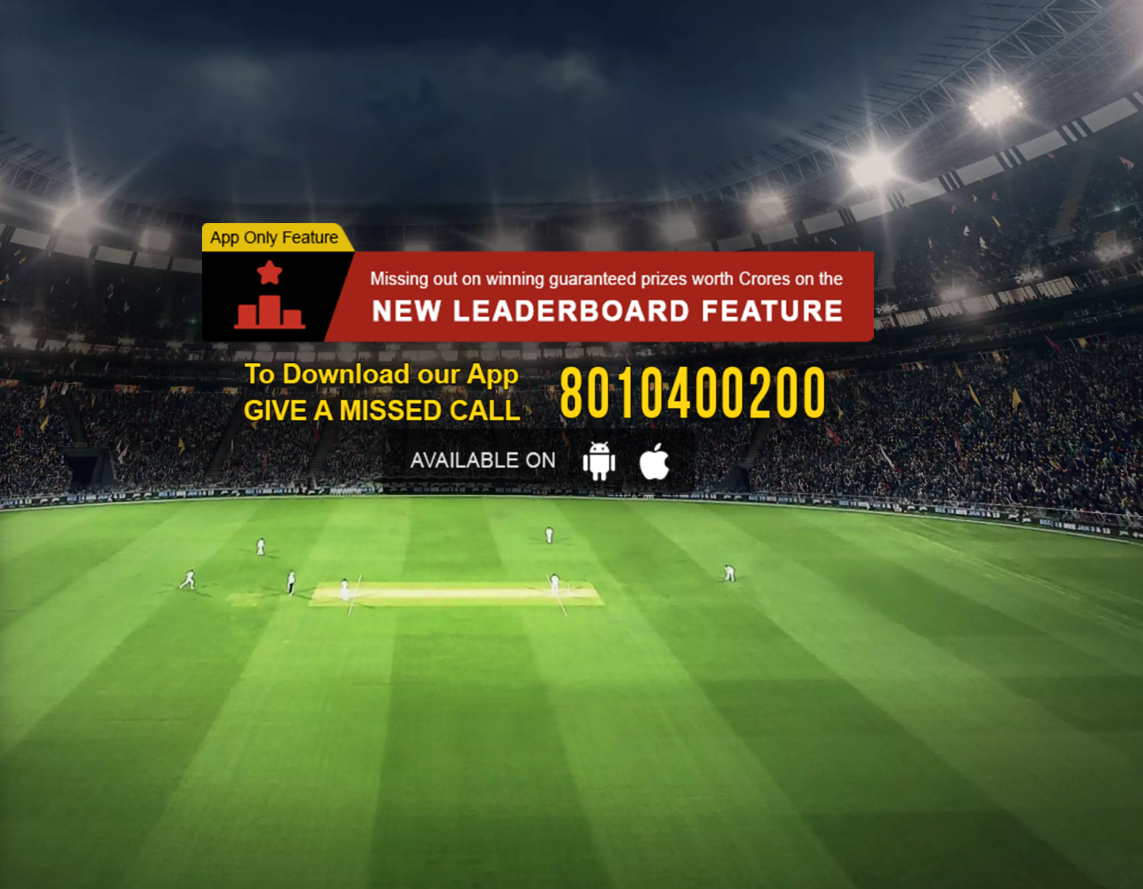 App Only Feature
Missing out on winning guaranteed prizes worth Crores on the
NEW LEADERBOARD FEATURE
To Download our App
GIVE A MISSED CALL
8010400200
AVAILABLE ON